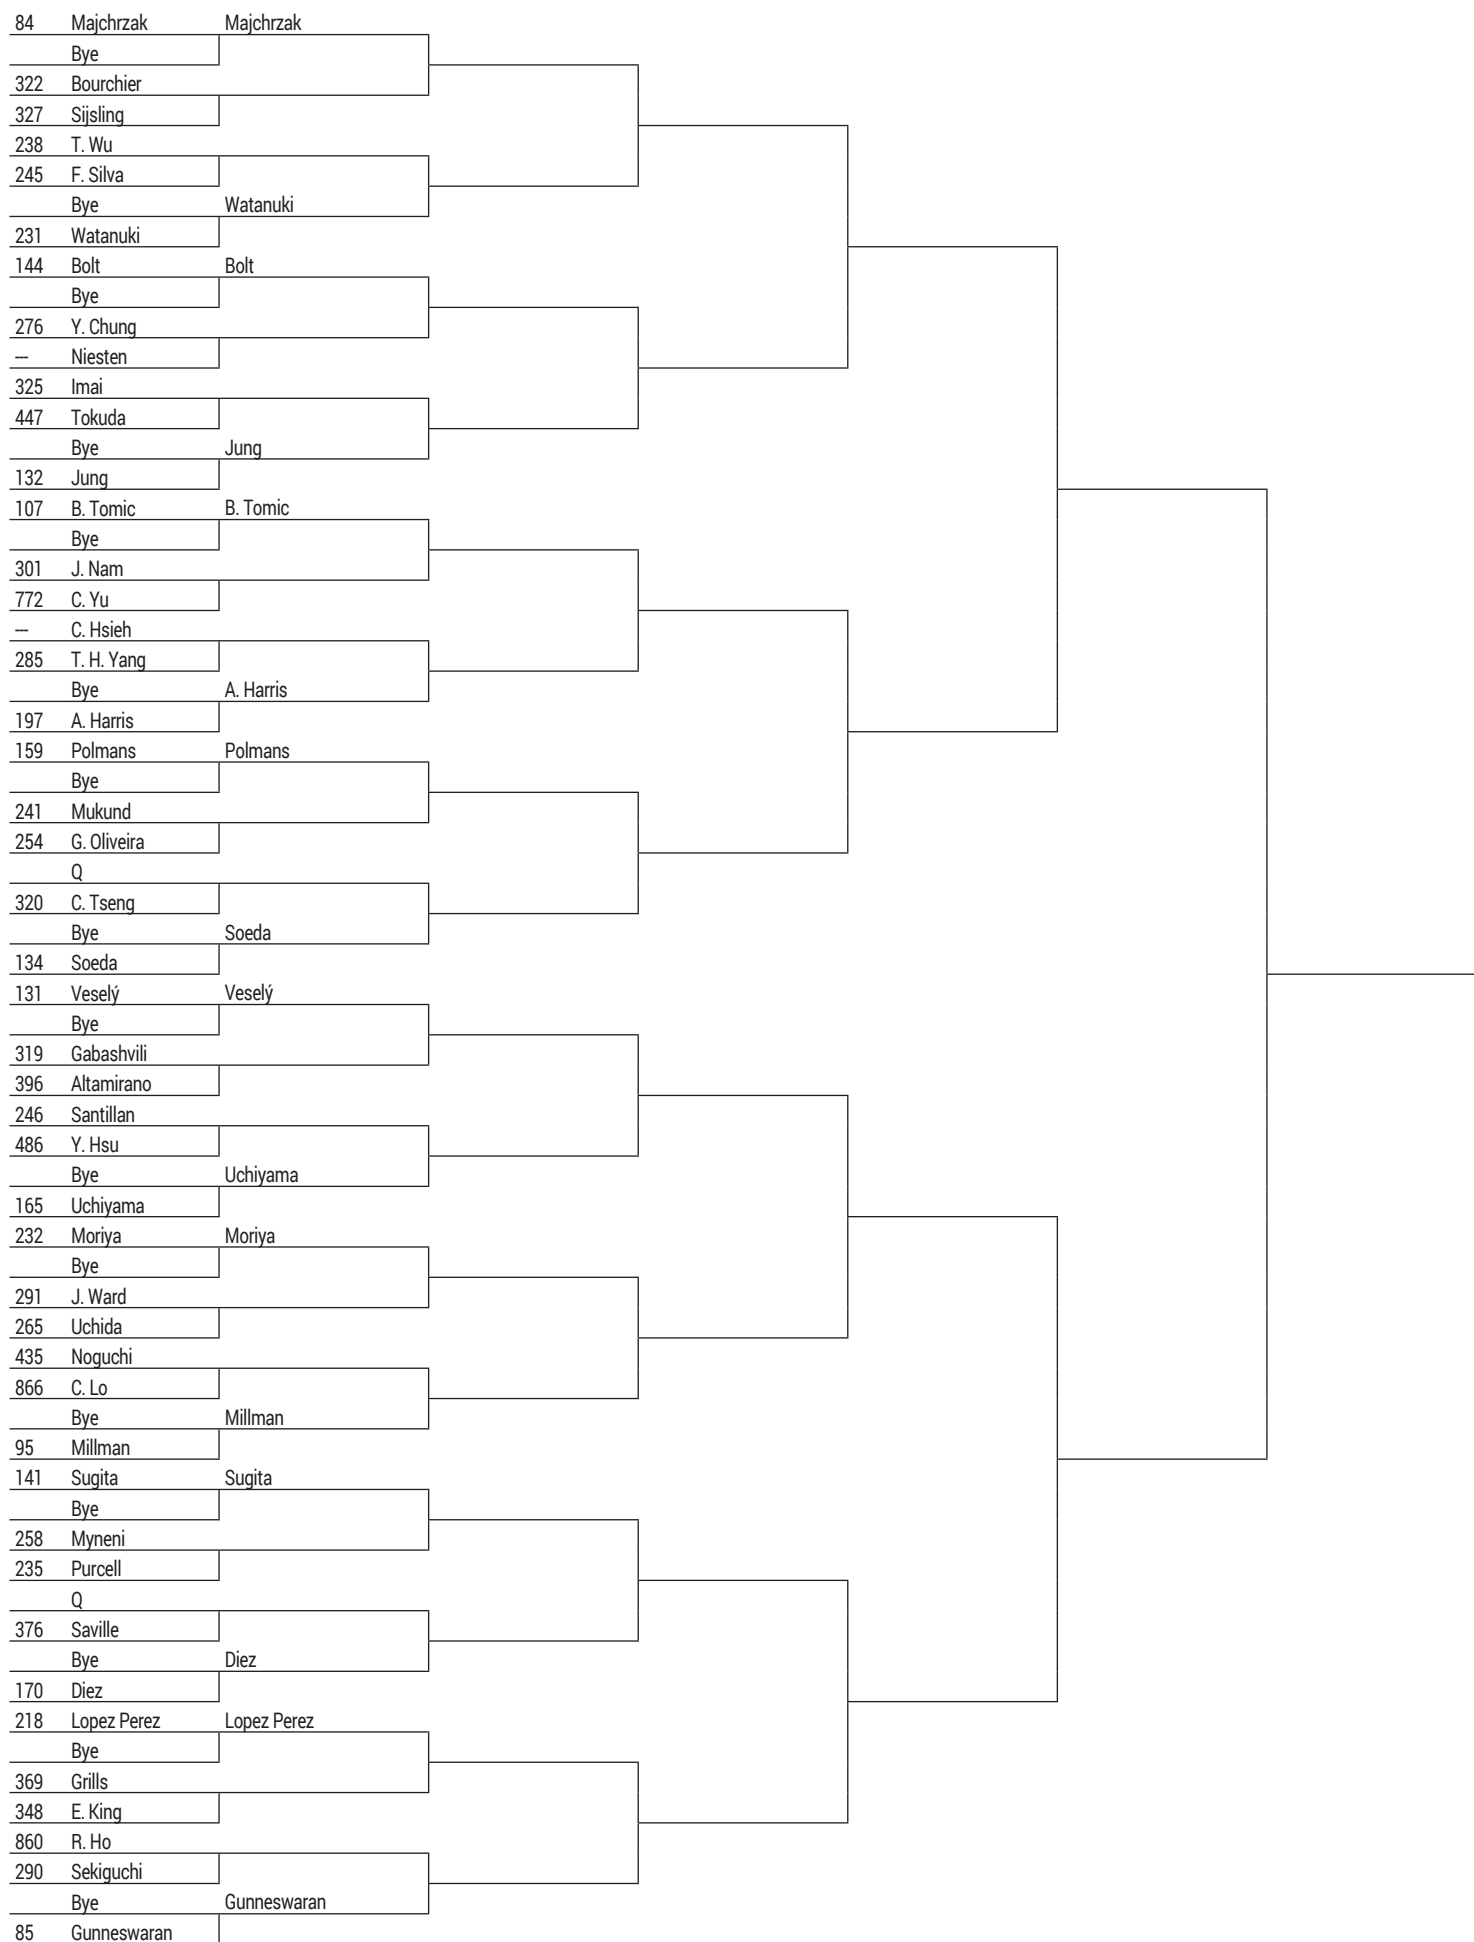 84 Majchrzak Majchrzak
Bye
322 Bourchier
327 Sijsling
238 T. Wu
245 F. Silva
Bye Watanuki
231 Watanuki
144 Bolt Bolt
Bye
276 Y. Chung
--- Niesten
325 Imai
447 Tokuda
Bye Jung
132 Jung
107 B. Tomic B. Tomic
Bye
301 J. Nam
772 C. Yu
--- C. Hsieh
285 T. H. Yang
Bye A. Harris
197 A. Harris
159 Polmans Polmans
Bye
241 Mukund
254 G. Oliveira
Q
320 C. Tseng
Bye Soeda
134 Soeda
131 Veselý Veselý
Bye
319 Gabashvili
396 Altamirano
246 Santillan
486 Y. Hsu
Bye Uchiyama
165 Uchiyama
232 Moriya Moriya
Bye
291 J. Ward
265 Uchida
435 Noguchi
866 C. Lo
Bye Millman
95 Millman
141 Sugita Sugita
Bye
258 Myneni
235 Purcell
Q
376 Saville
Bye Diez
170 Diez
218 Lopez Perez Lopez Perez
Bye
369 Grills
348 E. King
860 R. Ho
290 Sekiguchi
Bye Gunneswaran
85 Gunneswaran